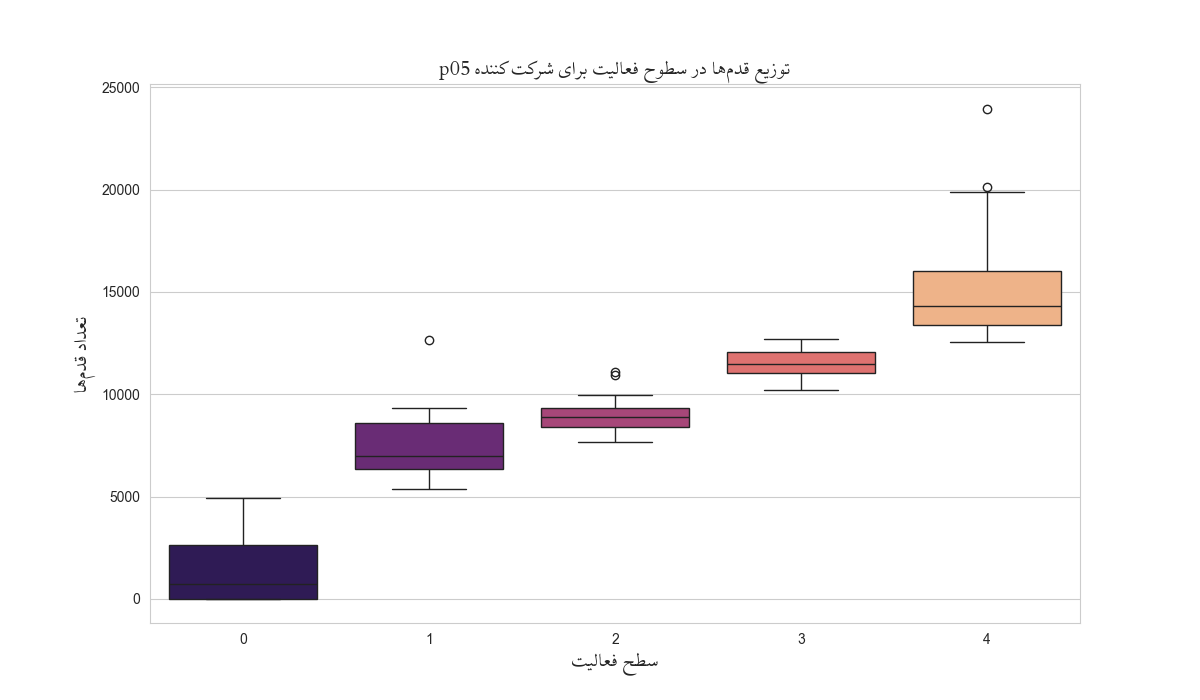 توزیع قدم‌ها در سطوح فعالیت برای شرکت‌کننده p05
تعداد قدم‌ها
25000
20000
15000
10000
5000
0
0 1 2 3 4
سطح فعالیت